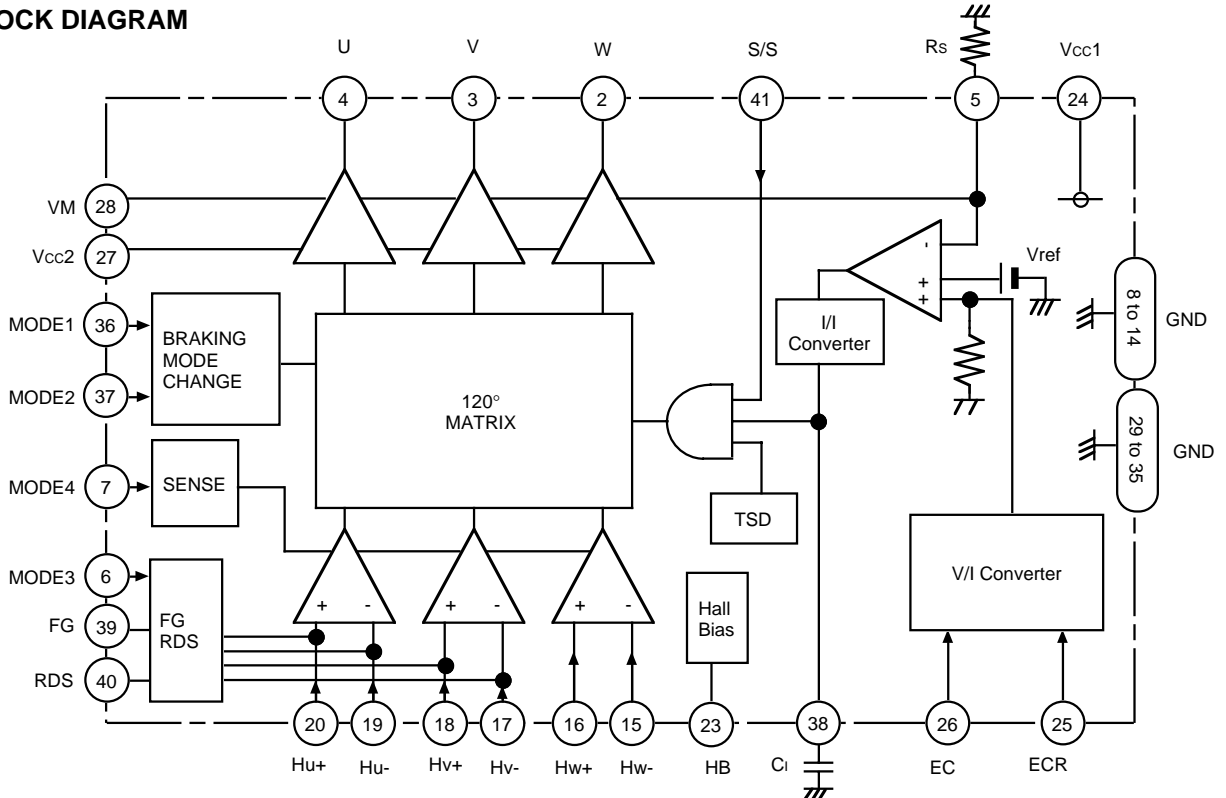 OCK DIAGRAM
U
V
W
S/S
RS
VCC1
4
3
2
41
5
24
VM
28
VCC2
27
MODE1
36
MODE2
37
MODE4
7
MODE3
6
FG
39
RDS
40
BRAKING
MODE
CHANGE
SENSE
FG
RDS
120°
MATRIX
I/I
Converter
-
+
+
Vref
8 to 14
GND
29 to 35
GND
TSD
V/I Converter
Hall
Bias
+
-
+
-
+
-
20
19
18
17
16
15
23
38
26
25
Hu+
Hu-
Hv+
Hv-
Hw+
Hw-
HB
CI
EC
ECR